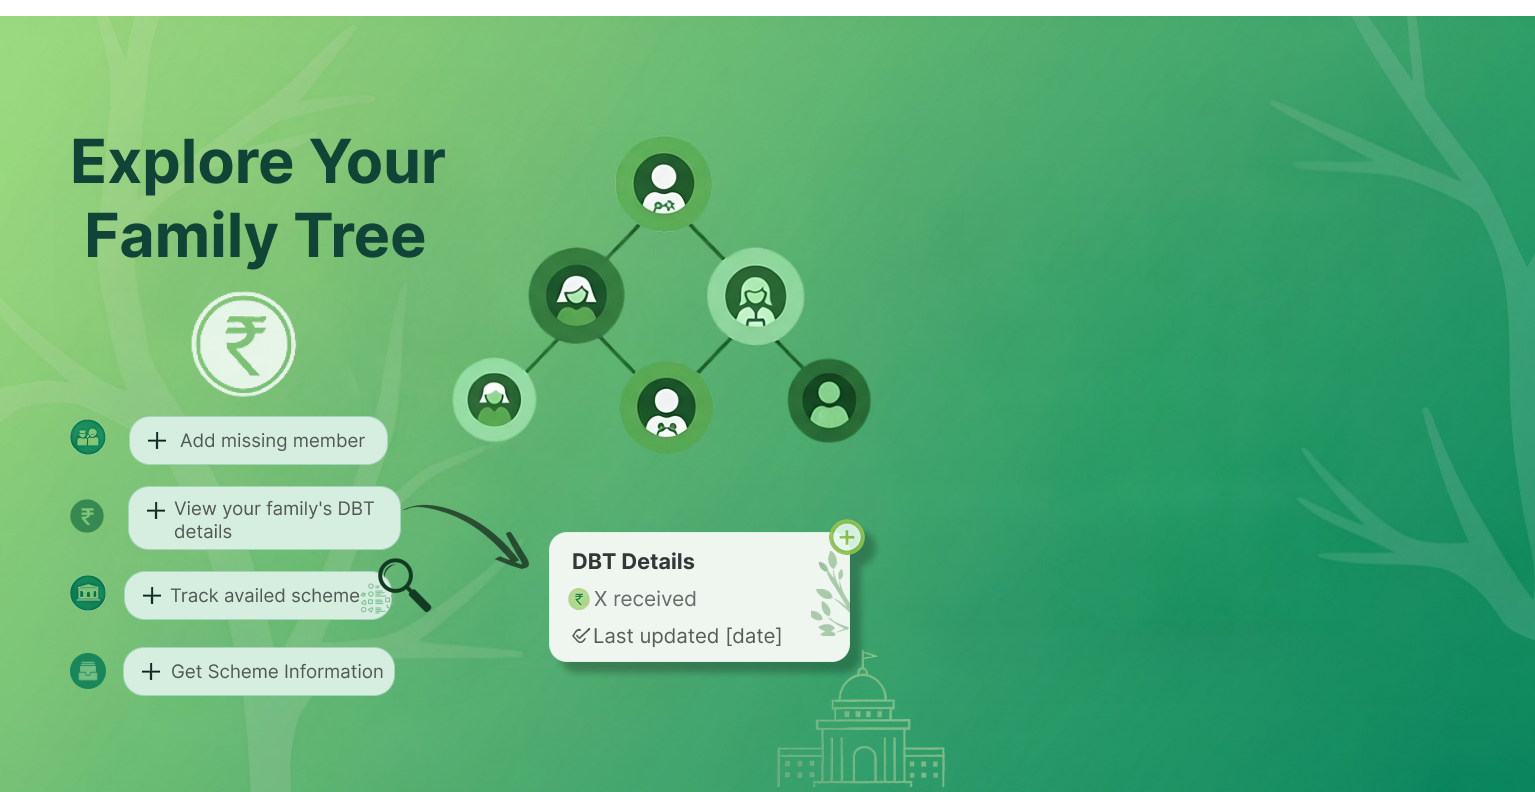 Explore Your
Family Tree
₹
+ Add missing member
₹
+ View your family's DBT
details
+ Track availed scheme
+ Get Scheme Information
DBT Details
₹ X received
Last updated [date]